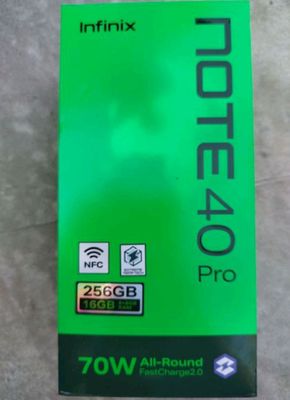 Infinix
NOTE 40
Pro
NFC
256GB
16GB
70W All-Round
FastCharge2.0